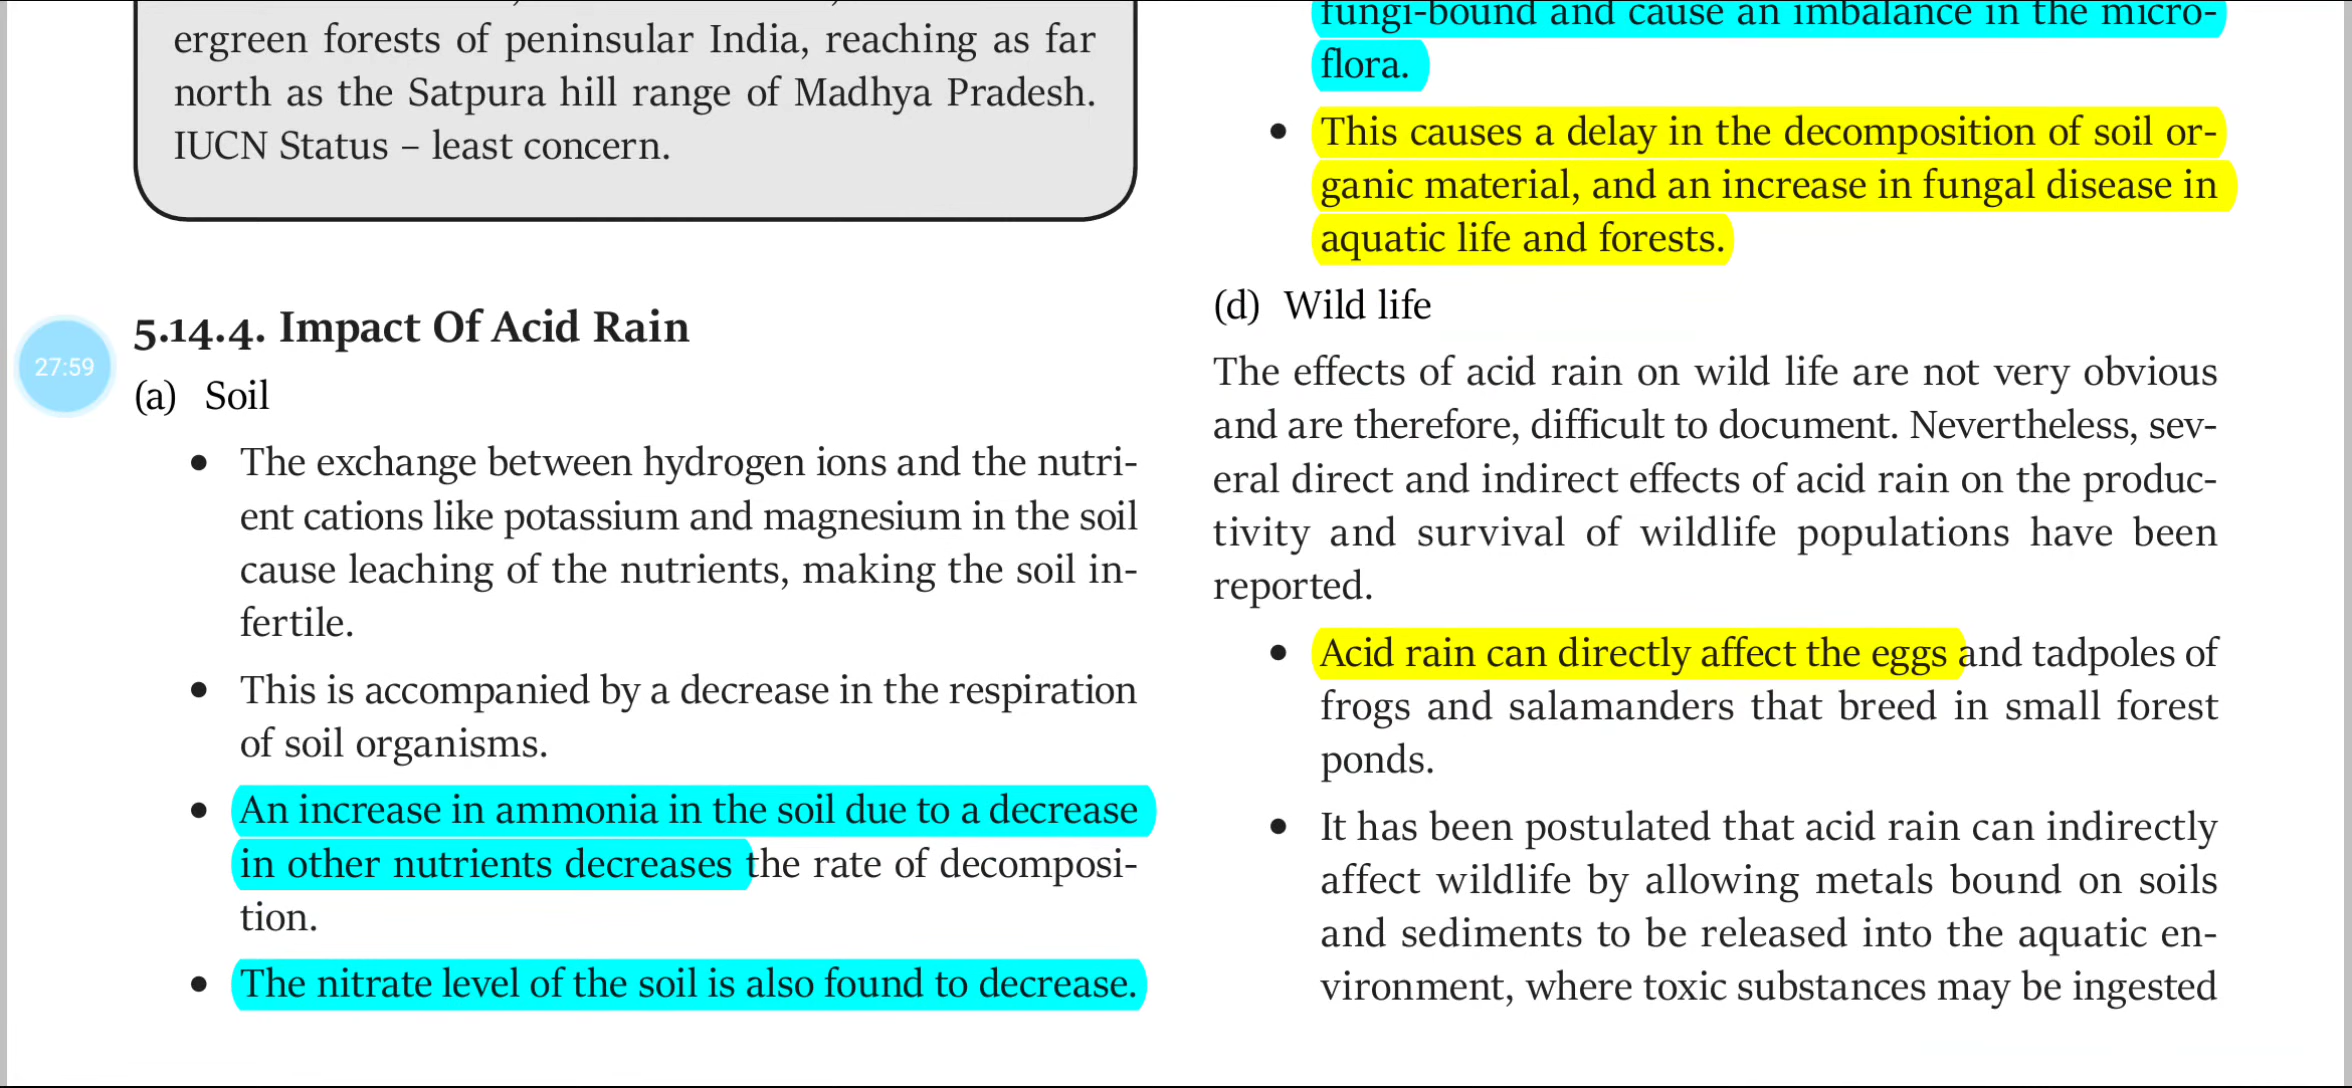 ergreen forests of peninsular India, reaching as far
north as the Satpura hill range of Madhya Pradesh.
IUCN Status – least concern.
27:59
5.14.4. Impact Of Acid Rain
(a) Soil
• The exchange between hydrogen ions and the nutri-
ent cations like potassium and magnesium in the soil
cause leaching of the nutrients, making the soil in-
fertile.
• This is accompanied by a decrease in the respiration
of soil organisms.
• An increase in ammonia in the soil due to a decrease
in other nutrients decreases the rate of decomposi-
tion.
• The nitrate level of the soil is also found to decrease.
fungi-bound and cause an imbalance in the micro-
flora.
• This causes a delay in the decomposition of soil or-
ganic material, and an increase in fungal disease in
aquatic life and forests.
(d) Wild life
The effects of acid rain on wild life are not very obvious
and are therefore, difficult to document. Nevertheless, sev-
eral direct and indirect effects of acid rain on the produc-
tivity and survival of wildlife populations have been
reported.
• Acid rain can directly affect the eggs and tadpoles of
frogs and salamanders that breed in small forest
ponds.
• It has been postulated that acid rain can indirectly
affect wildlife by allowing metals bound on soils
and sediments to be released into the aquatic en-
vironment, where toxic substances may be ingested